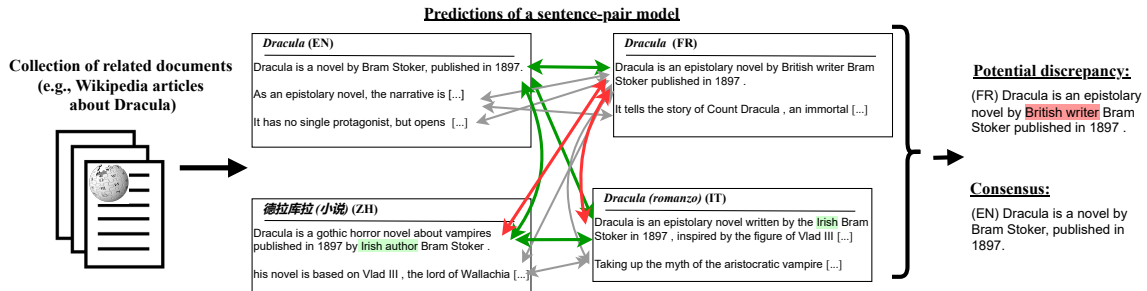 Predictions of a sentence-pair model
Collection of related documents
(e.g., Wikipedia articles
about Dracula)
Dracula (EN)
Dracula is a novel by Bram Stoker, published in 1897.
As an epistolary novel, the narrative is [...]
It has no single protagonist, but opens [...]
Dracula (FR)
Dracula is an epistolary novel by British writer Bram
Stoker published in 1897 .
It tells the story of Count Dracula , an immortal [...]
德拉库拉 (小说) (ZH)
Dracula is a gothic horror novel about vampires
published in 1897 by Irish author Bram Stoker .
his novel is based on Vlad III , the lord of Wallachia [...]
Dracula (romanzo) (IT)
Dracula is an epistolary novel written by the Irish Bram
Stoker in 1897 , inspired by the figure of Vlad III [...]
Taking up the myth of the aristocratic vampire [...]
Potential discrepancy:
(FR) Dracula is an epistolary
novel by British writer Bram
Stoker published in 1897 .
Consensus:
(EN) Dracula is a novel by
Bram Stoker, published in
1897.